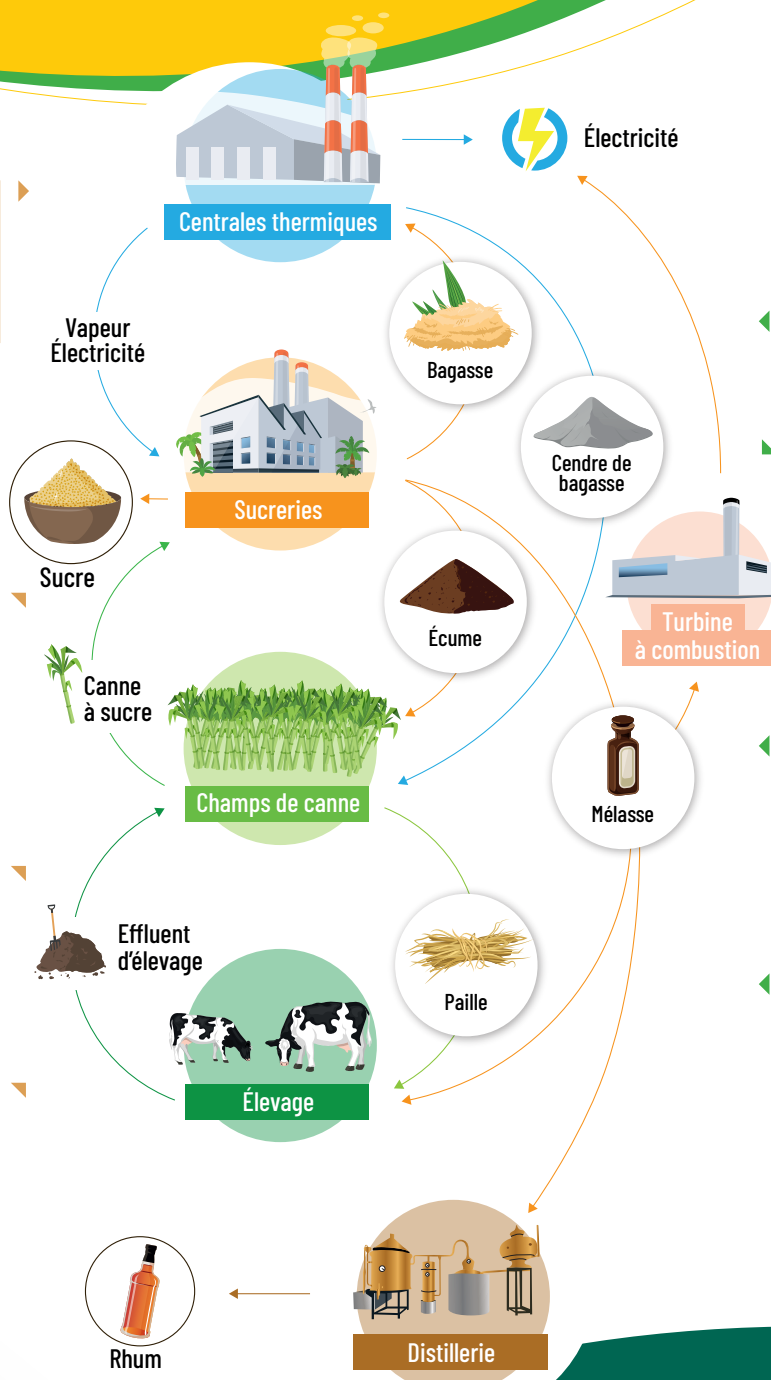 Électricité
Centrales thermiques
Vapeur
Électricité
Bagasse
Cendre de
bagasse
Sucreries
Sucre
Écume
Turbine
à combustion
Canne
à sucre
Champs de canne
Mélasse
Effluent
d'élevage
Paille
Élevage
Distillerie
Rhum